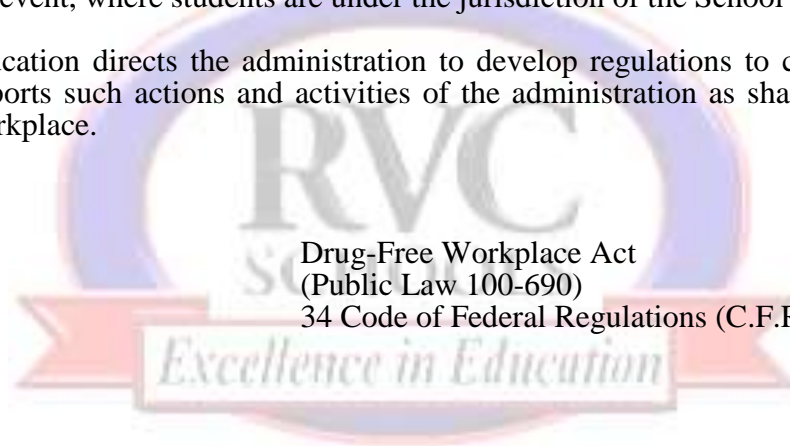 event, where students are under the jurisdiction of the School
cation directs the administration to develop regulations to
ports such actions and activities of the administration as sha
rkplace.
RVC
SCHOOLS
Drug-Free Workplace Act
(Public Law 100-690)
34 Code of Federal Regulations (C.F.
Excellence in Education